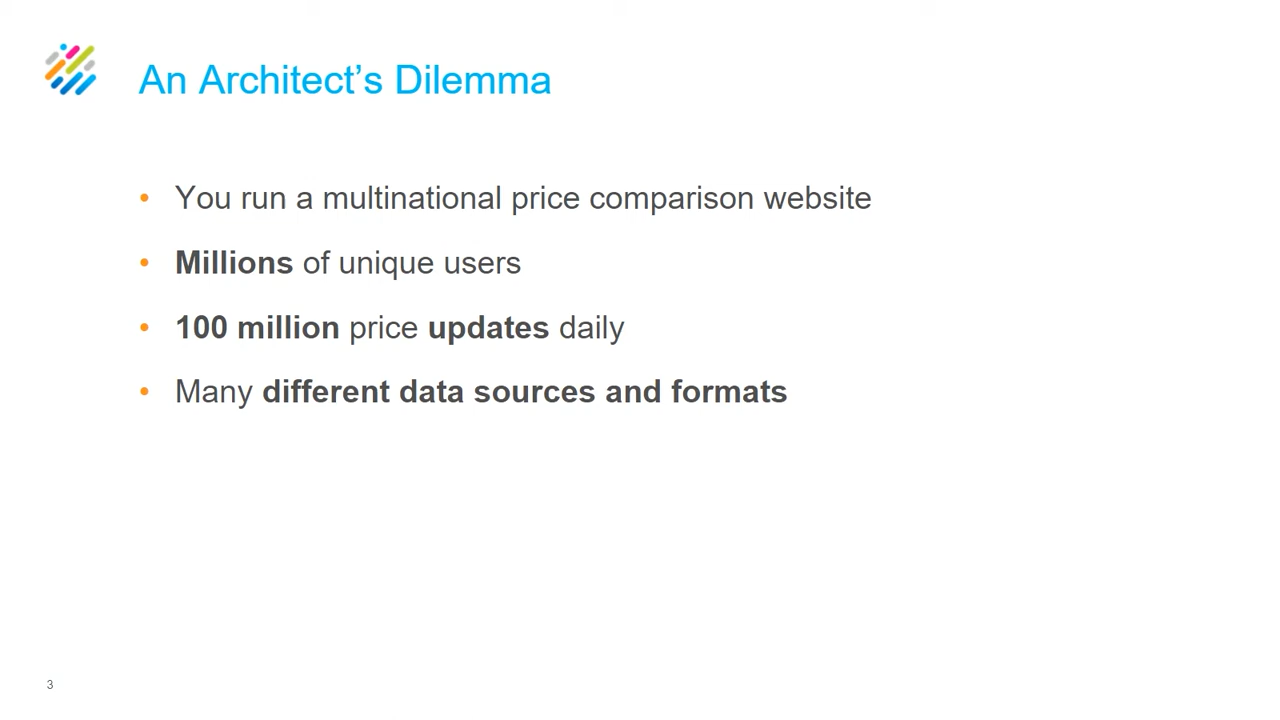 An Architect’s Dilemma
• You run a multinational price comparison website
• Millions of unique users
• 100 million price updates daily
• Many different data sources and formats
3